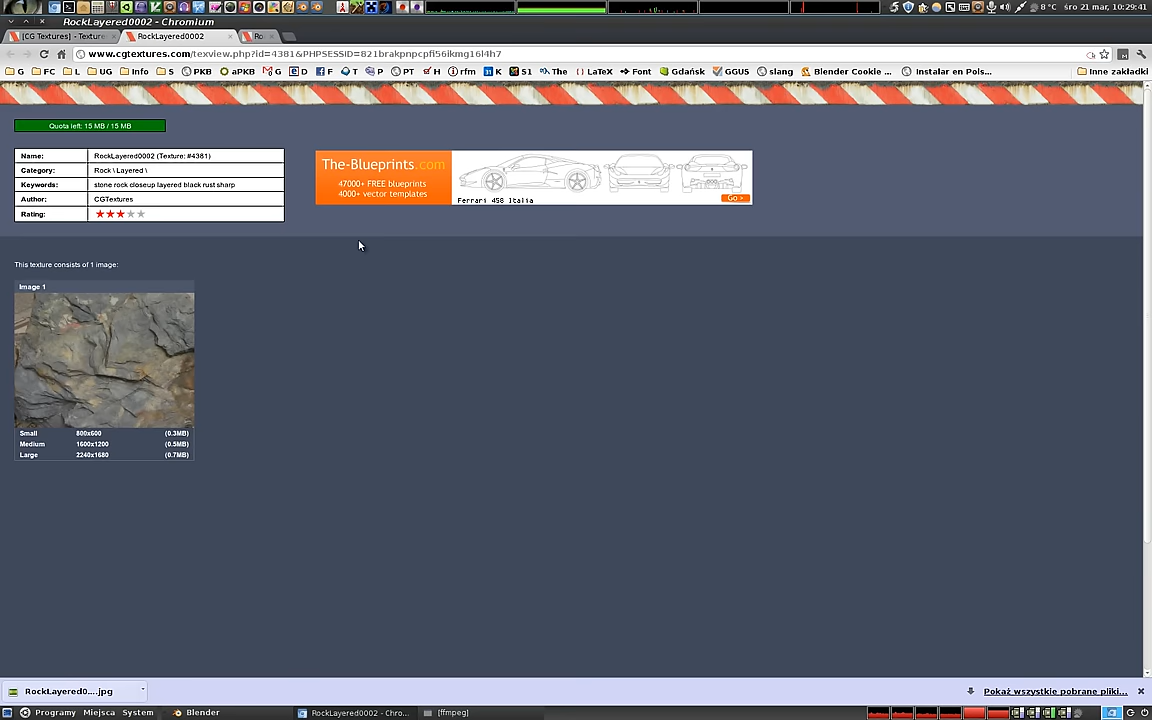 8 °C śro 21 mar, 10:29:41
RockLayered0002 - Chromium
[CG Textures] - Texture
RockLayered0002
Ro
www.cgtextures.com/texview.php?id=4381&PHPSESSID=821brakpnpcpfi56ikmg16l4h7
G FC L UG Info S PKB aPKB G D F T P PT H rfm K 51 The LaTeX Font Gdańsk GGUS slang Blender Cookie ... Instalar en Pols... Inne zakładki
Quota left: 15 MB / 15 MB
Name: RockLayered0002 (Texture: #4381)
Category: Rock \ Layered \
Keywords: stone rock closeup layered black rust sharp
Author: CGTextures
Rating:
The-Blueprints.com
47000+ FREE blueprints
4000+ vector templates
Ferrari 458 Italia
Go >
This texture consists of 1 image:
Image 1
Small 800x600 (0.3MB)
Medium 1600x1200 (0.5MB)
Large 2240x1680 (0.7MB)
RockLayered0....jpg
Pokaż wszystkie pobrane pliki...
Programy Miejsca System Blender RockLayered0002 - Chro... [ffmpeg]